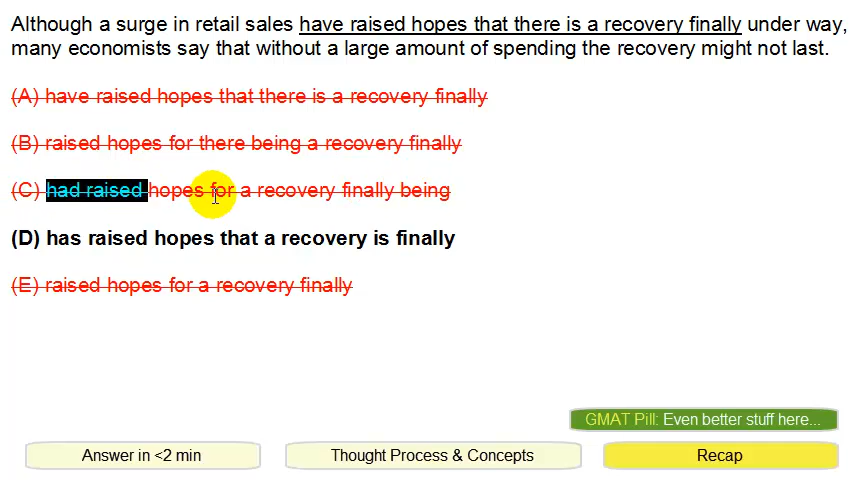 Although a surge in retail sales have raised hopes that there is a recovery finally under way,
many economists say that without a large amount of spending the recovery might not last.
(A) have raised hopes that there is a recovery finally
(B) raised hopes for there being a recovery finally
(C) had raised hopes for a recovery finally being
(D) has raised hopes that a recovery is finally
(E) raised hopes for a recovery finally
GMAT Pill: Even better stuff here...
Answer in <2 min
Thought Process & Concepts
Recap